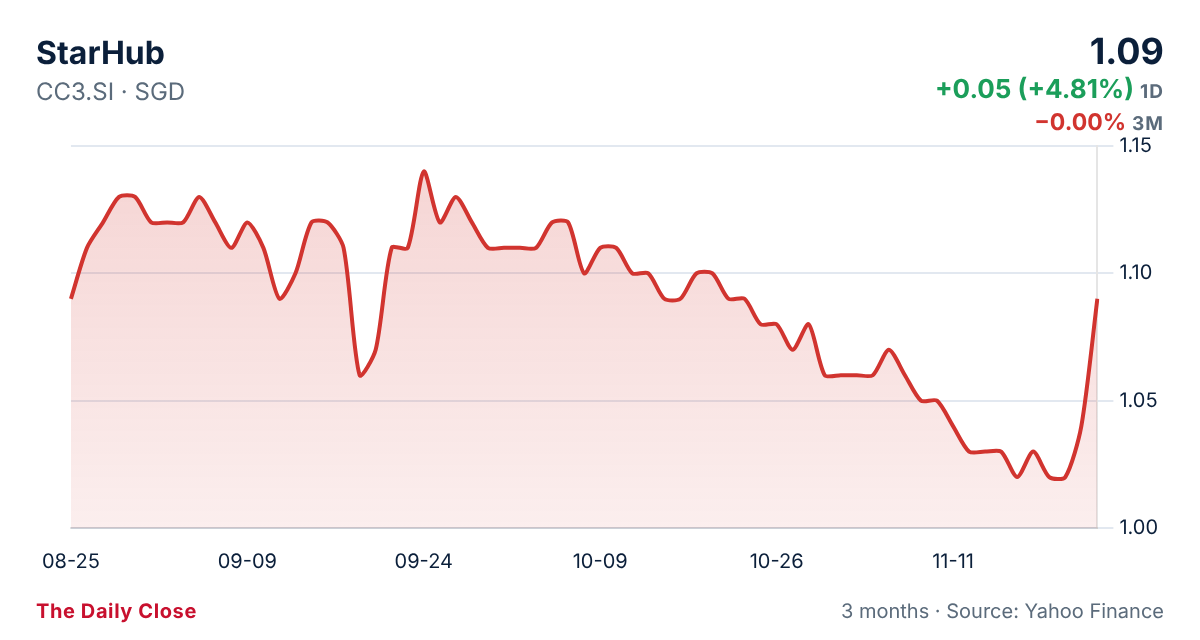 StarHub
1.09
CC3.SI · SGD
+0.05 (+4.81%) 1D
−0.00% 3M
1.15
1.10
1.05
1.00
08-25
09-09
09-24
10-09
10-26
11-11
The Daily Close
3 months · Source: Yahoo Finance